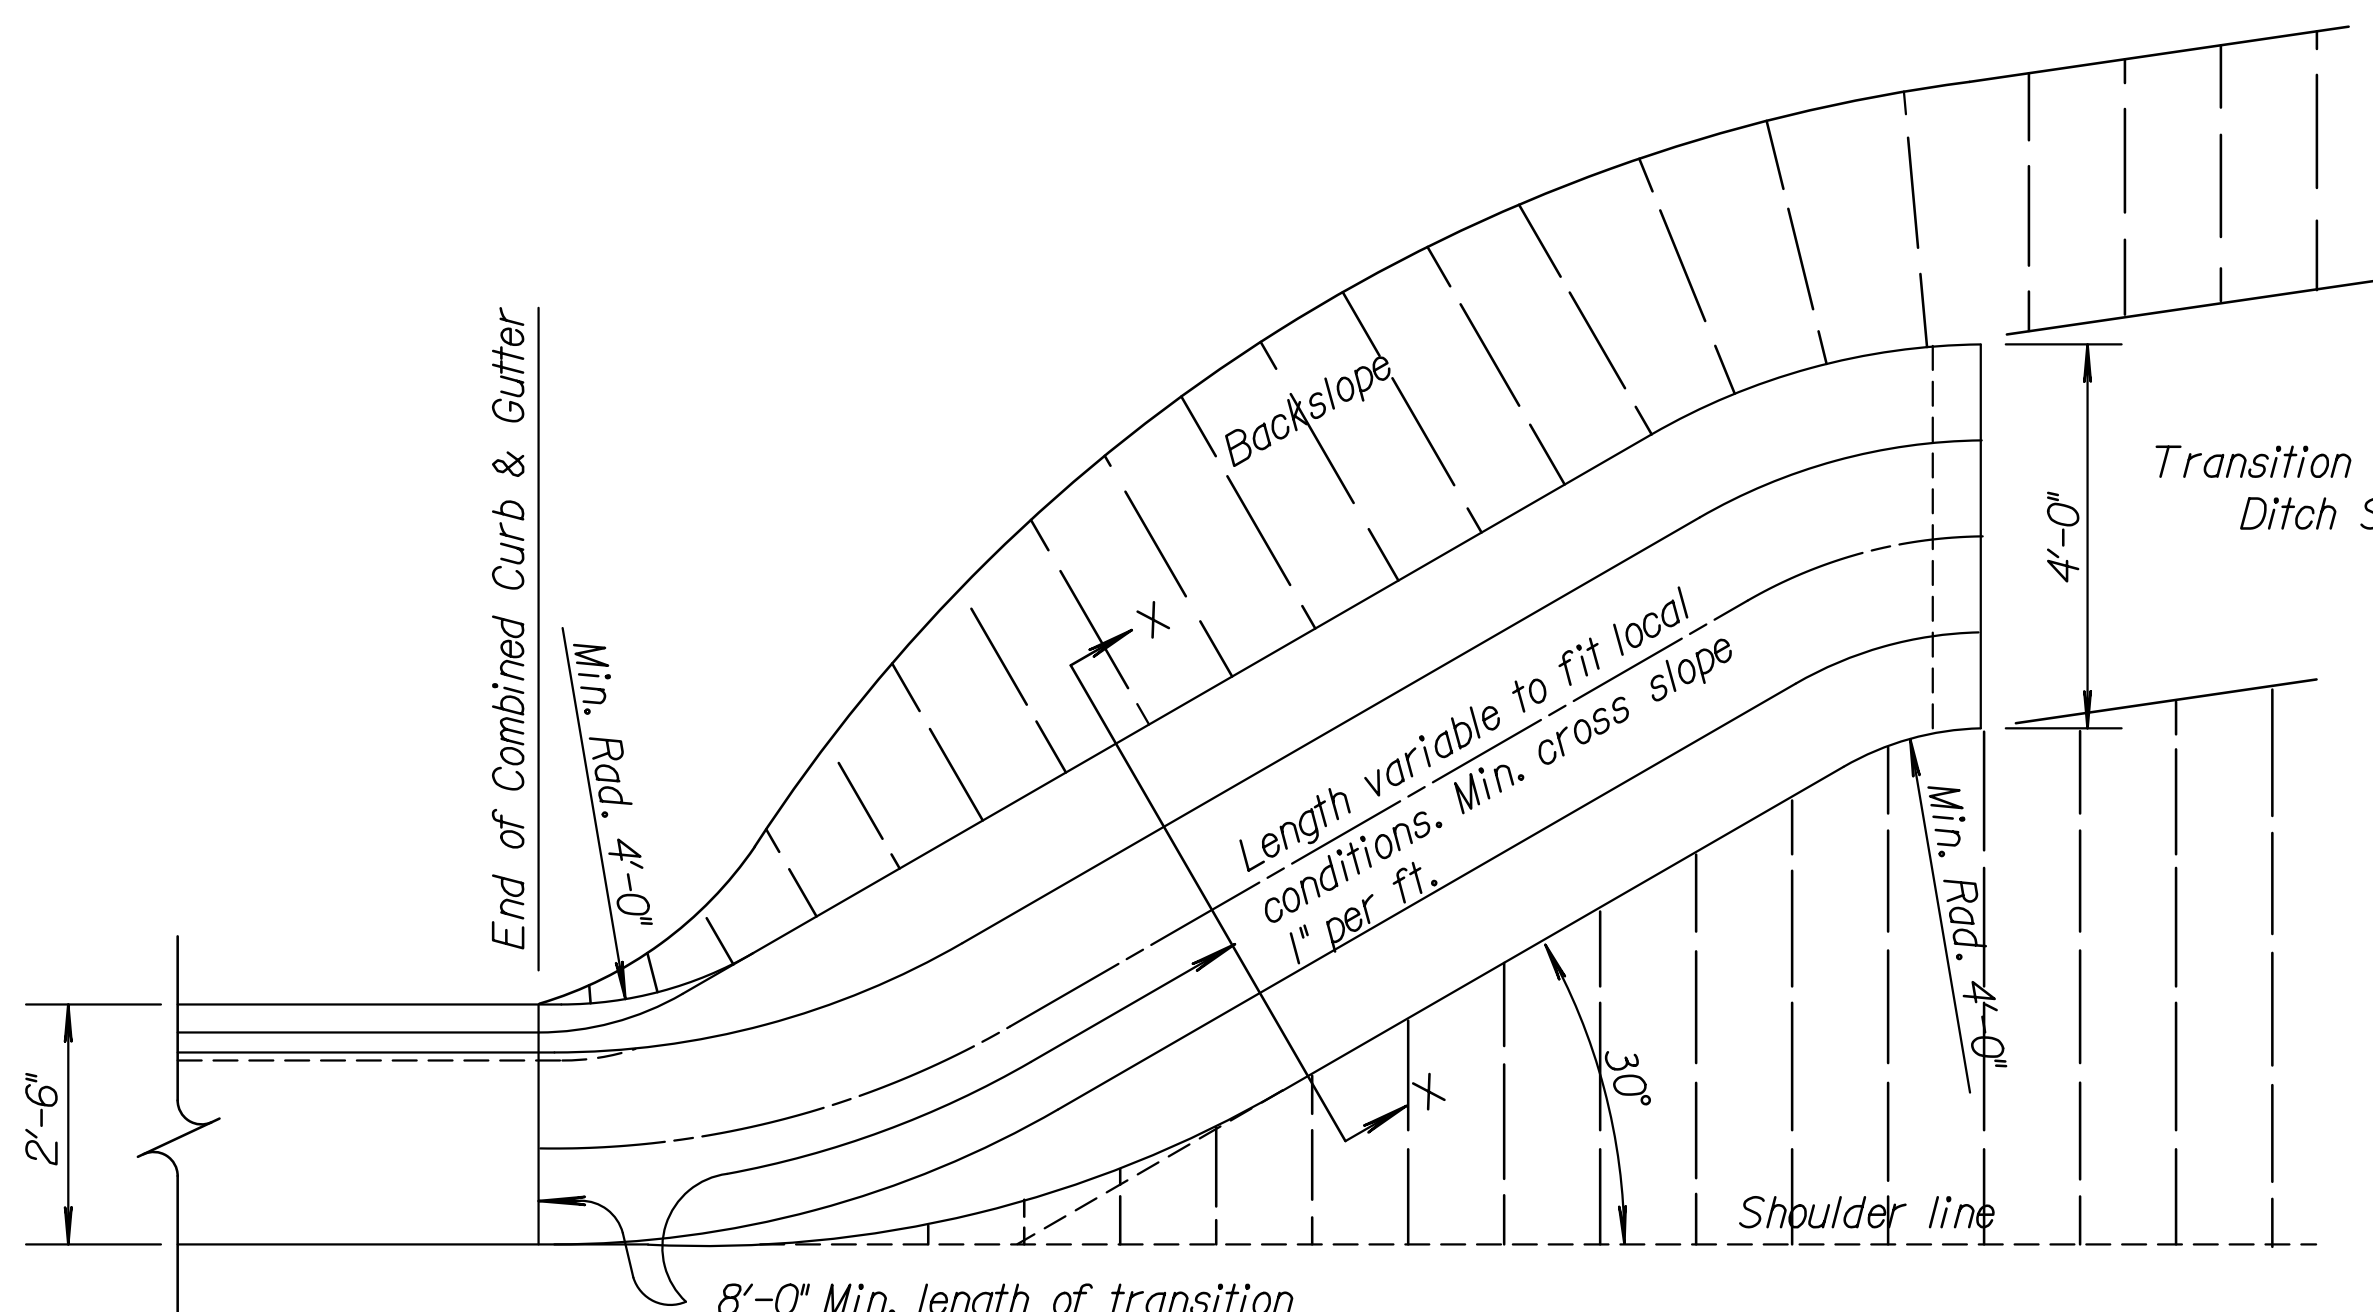 End of Combined Curb & Gutter
Min. Rad. 4'-0"
2'-6"
Backslope
X
Length variable to fit local
conditions. Min. cross slope
1" per ft.
X
30°
Min. Rad. 4'-0"
4'-0"
Transition
Ditch S
Shoulder line
8'-0" Min. length of transition